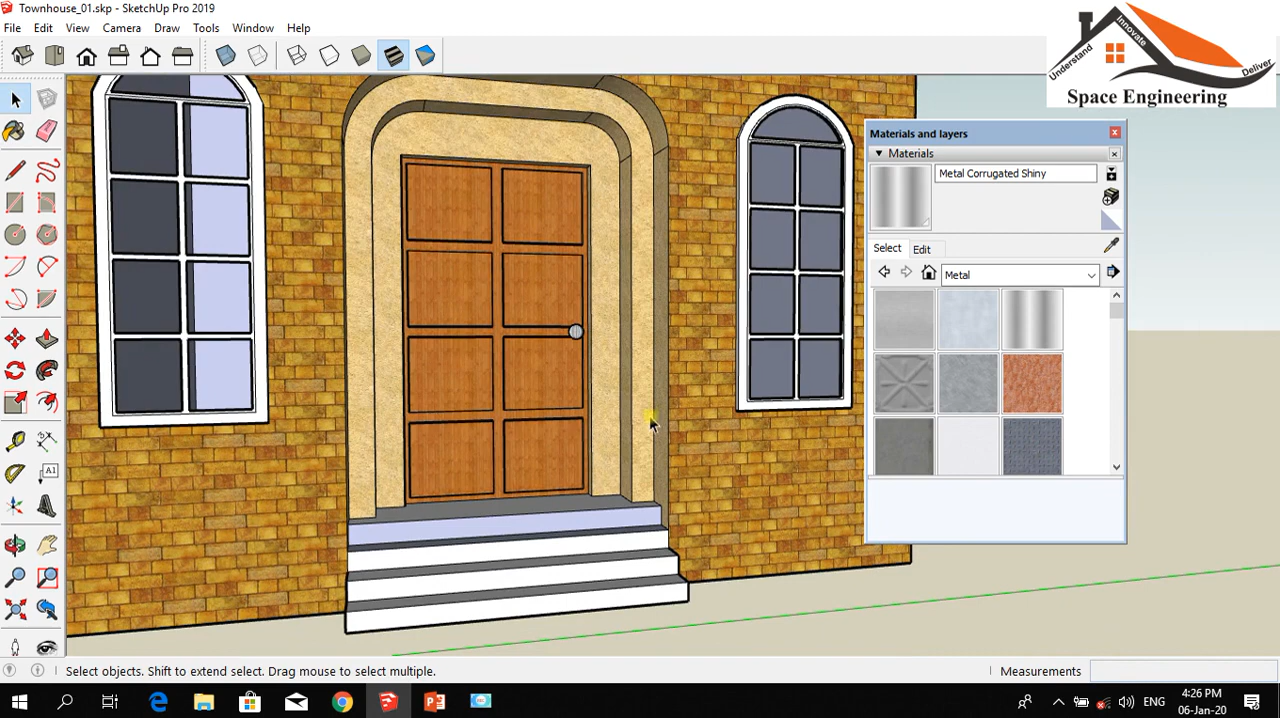 Townhouse_01.skp - SketchUp Pro 2019
File Edit View Camera Draw Tools Window Help
Understand
Innovate
Deliver
Space Engineering
Materials and layers
Materials
Metal Corrugated Shiny
Select Edit
Metal
A1
Select objects. Shift to extend select. Drag mouse to select multiple.
Measurements
ENG
4:26 PM
06-Jan-20